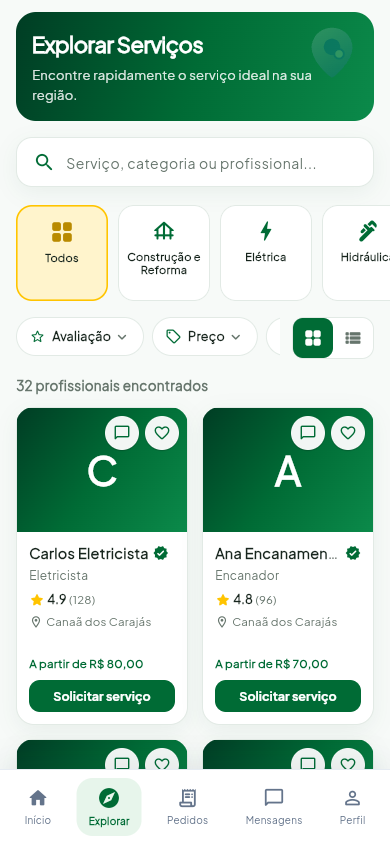 Explorar Serviços
Encontre rapidamente o serviço ideal na sua
região.
Serviço, categoria ou profissional...
Todos
Construção e
Reforma
Elétrica
Hidráulica
Avaliação
Preço
32 profissionais encontrados
C
A
Carlos Eletricista
Eletricista
4.9 (128)
Canaã dos Carajás
A partir de R$ 80,00
Solicitar serviço
Ana Encanamen...
Encanador
4.8 (96)
Canaã dos Carajás
A partir de R$ 70,00
Solicitar serviço
Início
Explorar
Pedidos
Mensagens
Perfil